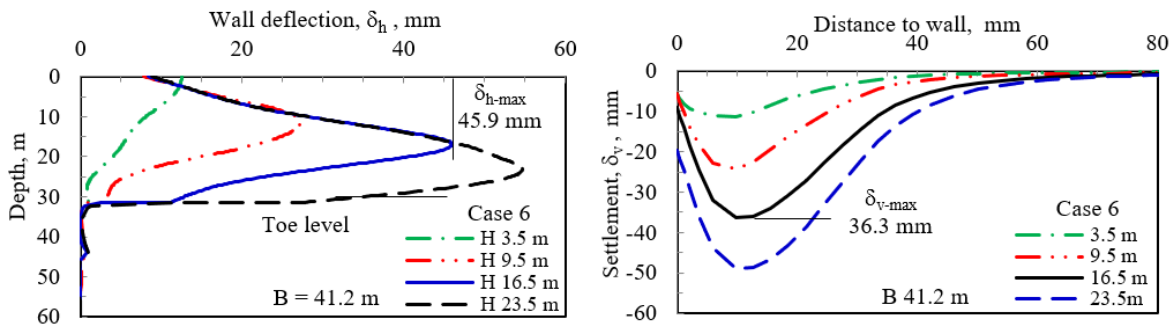 Wall deflection, δh , mm
0 20 40 60
0
10
20
30
40
50
60
Depth, m
δh-max
45.9 mm
Toe level
Case 6
H 3.5 m
H 9.5 m
H 16.5 m
H 23.5 m
B = 41.2 m
Distance to wall, mm
0 20 40 60 80
0
-10
-20
-30
-40
-50
-60
Settlement, δv, mm
δv-max
36.3 mm
Case 6
3.5 m
9.5 m
16.5 m
23.5m
B 41.2 m